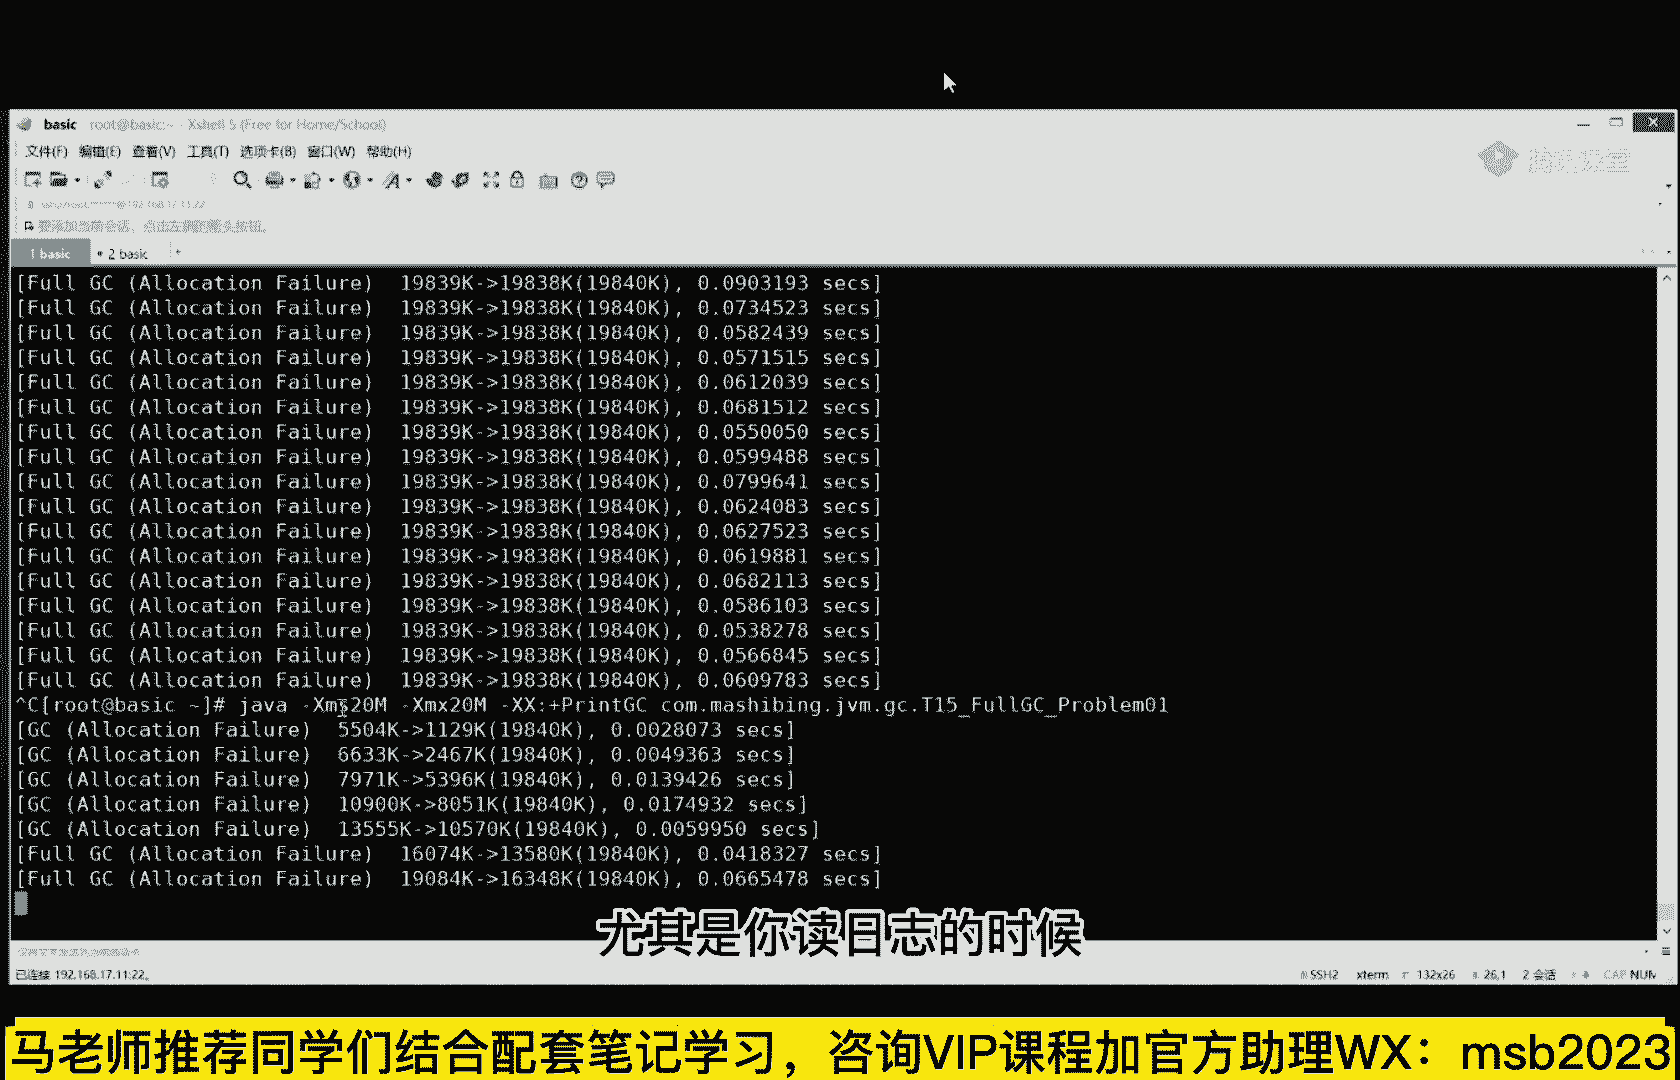 basic root@basic:~ - Xshell 5 (Free for Home/School)
文件(F) 编辑(E) 查看(V) 工具(T) 选项卡(B) 窗口(W) 帮助(H)
1 basic 2 basic +
[Full GC (Allocation Failure)  19839K->19838K(19840K), 0.0903193 secs]
[Full GC (Allocation Failure)  19839K->19838K(19840K), 0.0734523 secs]
[Full GC (Allocation Failure)  19839K->19838K(19840K), 0.0582439 secs]
[Full GC (Allocation Failure)  19839K->19838K(19840K), 0.0571515 secs]
[Full GC (Allocation Failure)  19839K->19838K(19840K), 0.0612039 secs]
[Full GC (Allocation Failure)  19839K->19838K(19840K), 0.0681512 secs]
[Full GC (Allocation Failure)  19839K->19838K(19840K), 0.0550050 secs]
[Full GC (Allocation Failure)  19839K->19838K(19840K), 0.0599488 secs]
[Full GC (Allocation Failure)  19839K->19838K(19840K), 0.0799641 secs]
[Full GC (Allocation Failure)  19839K->19838K(19840K), 0.0624083 secs]
[Full GC (Allocation Failure)  19839K->19838K(19840K), 0.0627523 secs]
[Full GC (Allocation Failure)  19839K->19838K(19840K), 0.0619881 secs]
[Full GC (Allocation Failure)  19839K->19838K(19840K), 0.0682113 secs]
[Full GC (Allocation Failure)  19839K->19838K(19840K), 0.0586103 secs]
[Full GC (Allocation Failure)  19839K->19838K(19840K), 0.0538278 secs]
[Full GC (Allocation Failure)  19839K->19838K(19840K), 0.0566845 secs]
[Full GC (Allocation Failure)  19839K->19838K(19840K), 0.0609783 secs]
^C[root@basic ~]# java -Xms20M -Xmx20M -XX:+PrintGC com.mashibing.jvm.gc.T15_FullGC_Problem01
[GC (Allocation Failure)  5504K->1129K(19840K), 0.0028073 secs]
[GC (Allocation Failure)  6633K->2467K(19840K), 0.0049363 secs]
[GC (Allocation Failure)  7971K->5396K(19840K), 0.0139426 secs]
[GC (Allocation Failure)  10900K->8051K(19840K), 0.0174932 secs]
[GC (Allocation Failure)  13555K->10570K(19840K), 0.0059950 secs]
[Full GC (Allocation Failure)  16074K->13580K(19840K), 0.0418327 secs]
[Full GC (Allocation Failure)  19084K->16348K(19840K), 0.0665478 secs]
尤其是你读日志的时候
已连接 192.168.17.11:22。 SSH2 xterm 132x26 26,1 2 会话 CAP NUM
马老师推荐同学们结合配套笔记学习，咨询VIP课程加官方助理WX：msb2023